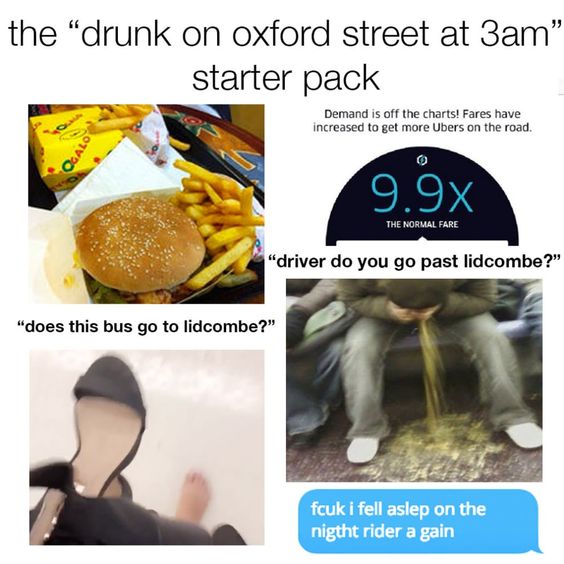 the “drunk on oxford street at 3am”
starter pack
Demand is off the charts! Fares have
increased to get more Ubers on the road.
OGALO
9.9x
THE NORMAL FARE
“driver do you go past lidcombe?”
“does this bus go to lidcombe?”
fcuk i fell aslep on the
nigtht rider a gain